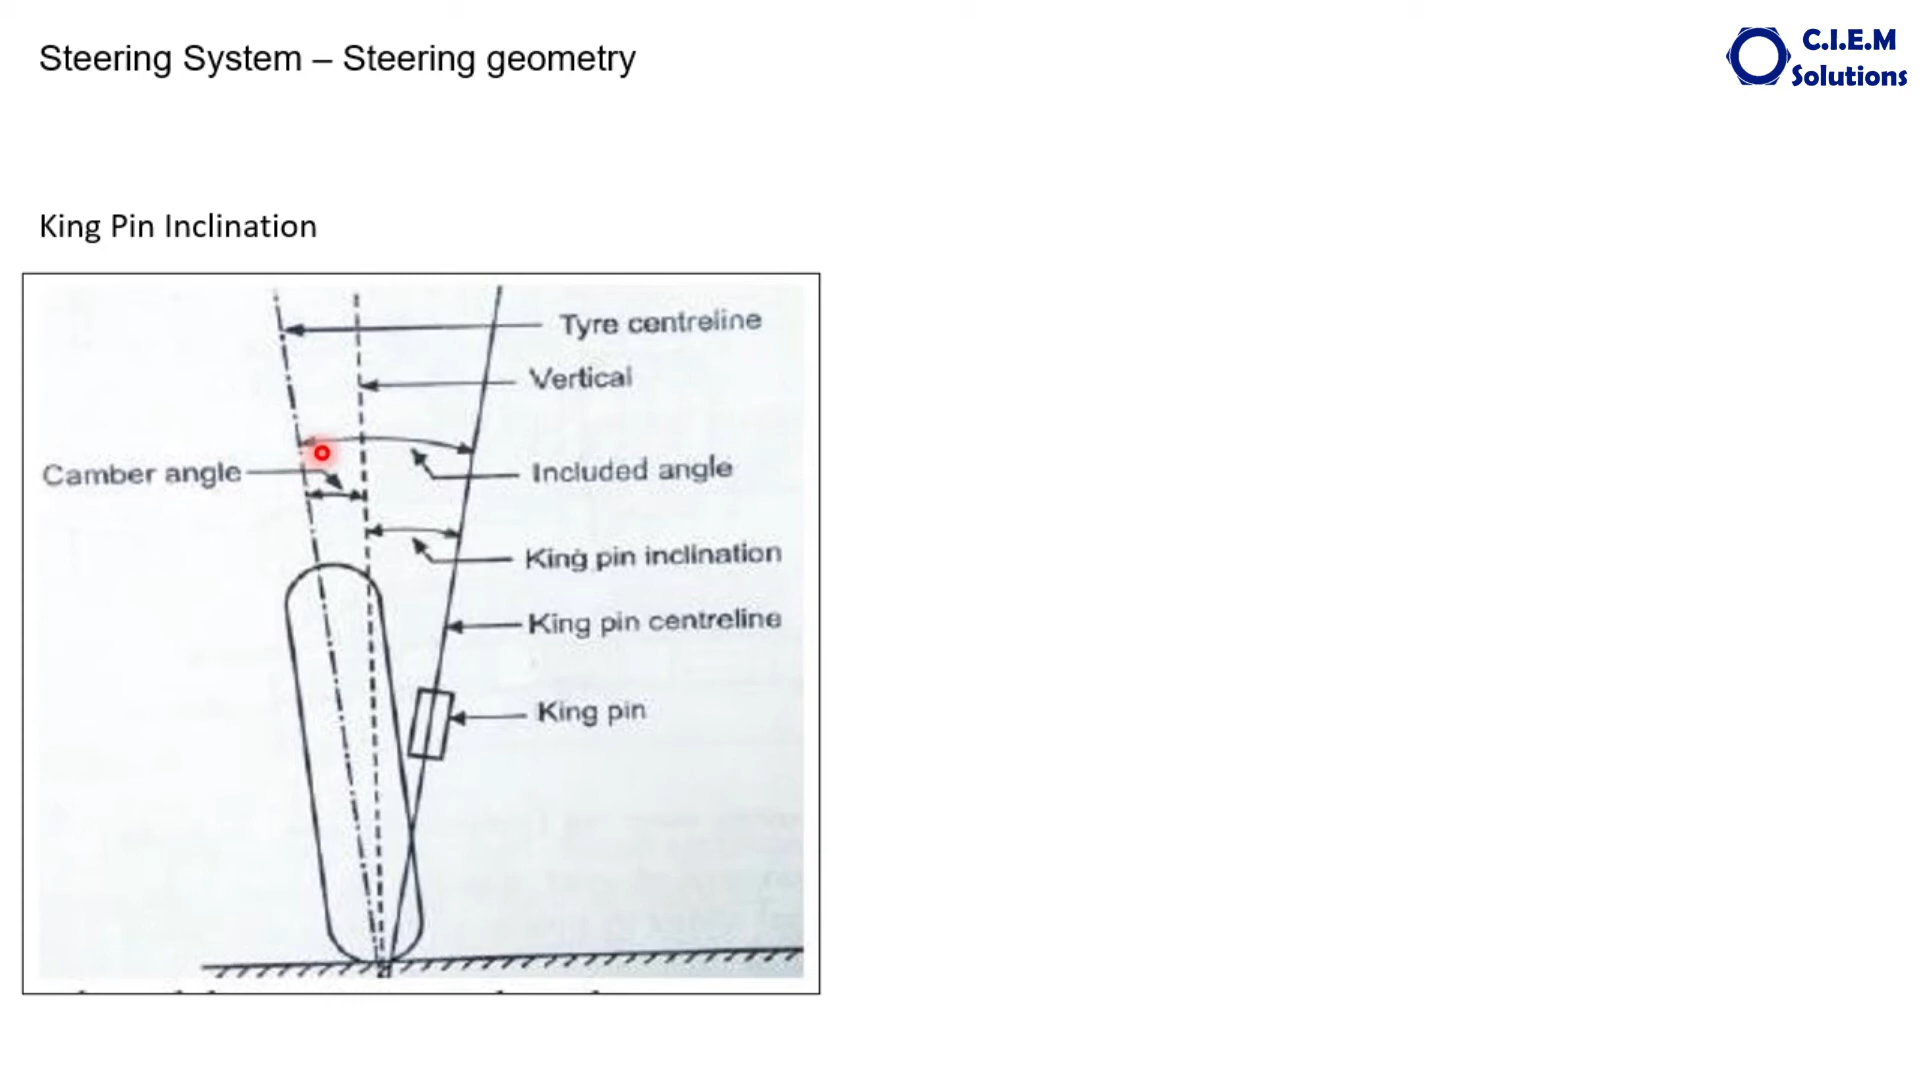 Steering System – Steering geometry
C.I.E.M
Solutions
King Pin Inclination
Tyre centreline
Vertical
Camber angle
Included angle
King pin inclination
King pin centreline
King pin